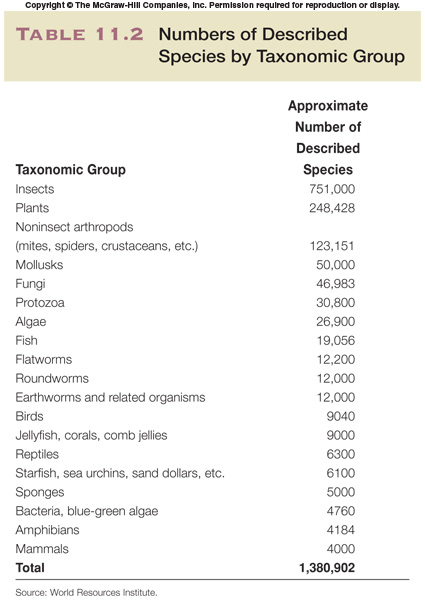 Copyright © The McGraw-Hill Companies, Inc. Permission required for reproduction or display.
TABLE 11.2 Numbers of Described
Species by Taxonomic Group
Approximate
Number of
Described
Taxonomic Group Species
Insects 751,000
Plants 248,428
Noninsect arthropods
(mites, spiders, crustaceans, etc.) 123,151
Mollusks 50,000
Fungi 46,983
Protozoa 30,800
Algae 26,900
Fish 19,056
Flatworms 12,200
Roundworms 12,000
Earthworms and related organisms 12,000
Birds 9040
Jellyfish, corals, comb jellies 9000
Reptiles 6300
Starfish, sea urchins, sand dollars, etc. 6100
Sponges 5000
Bacteria, blue-green algae 4760
Amphibians 4184
Mammals 4000
Total 1,380,902
Source: World Resources Institute.